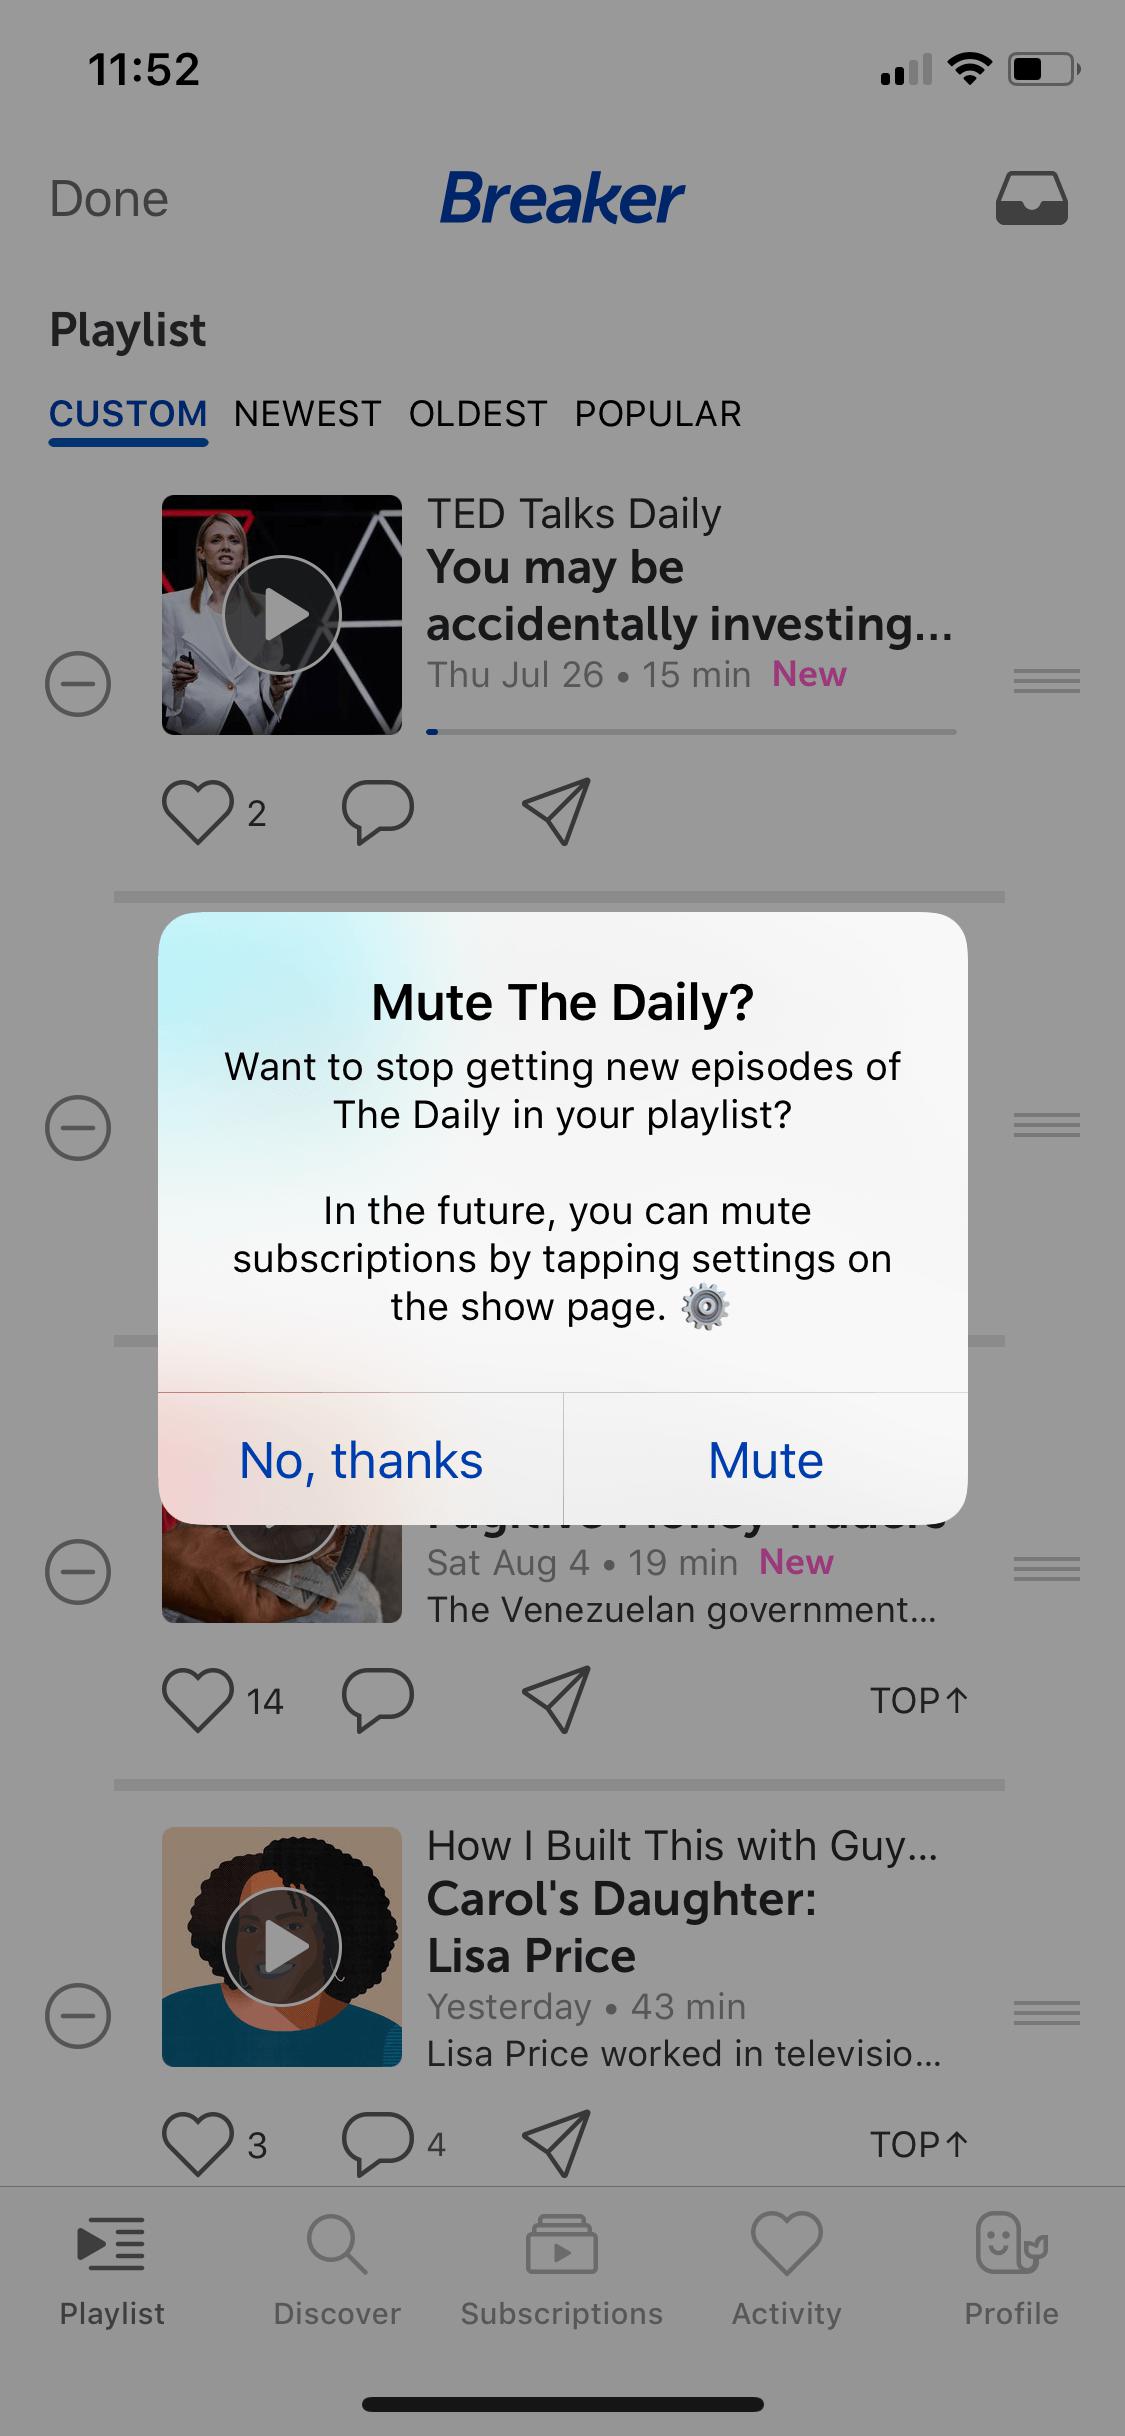 11:52
Done
Breaker
Playlist
CUSTOM NEWEST OLDEST POPULAR
TED Talks Daily
You may be
accidentally investing...
Thu Jul 26 • 15 min New
2
Mute The Daily?
Want to stop getting new episodes of
The Daily in your playlist?
In the future, you can mute
subscriptions by tapping settings on
the show page. ⚙️
No, thanks
Mute
Fugitive Money Traders
Sat Aug 4 • 19 min New
The Venezuelan government...
14
TOP↑
How I Built This with Guy...
Carol's Daughter:
Lisa Price
Yesterday • 43 min
Lisa Price worked in televisio...
3
4
TOP↑
Playlist
Discover
Subscriptions
Activity
Profile